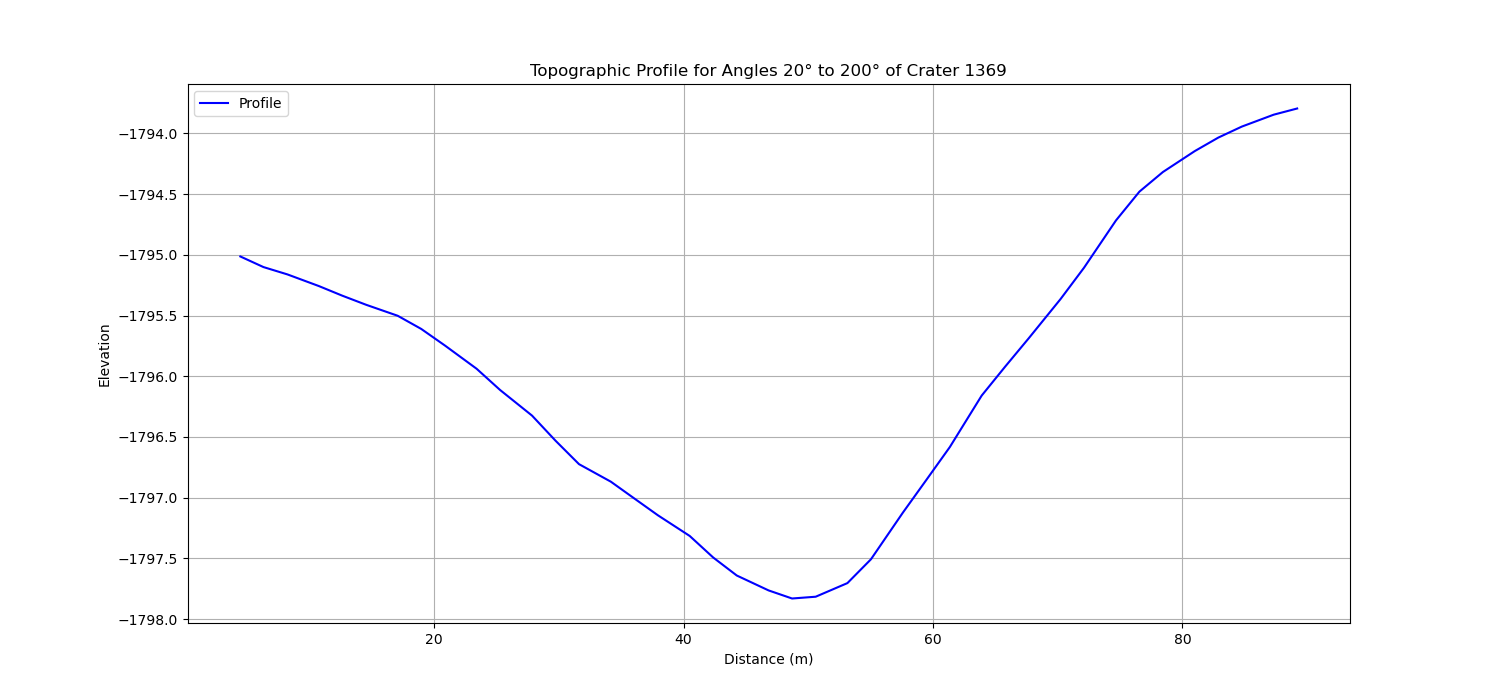 Topographic Profile for Angles 20° to 200° of Crater 1369
Profile
−1794.0
−1794.5
−1795.0
−1795.5
−1796.0
−1796.5
−1797.0
−1797.5
−1798.0
Elevation
20 40 60 80
Distance (m)